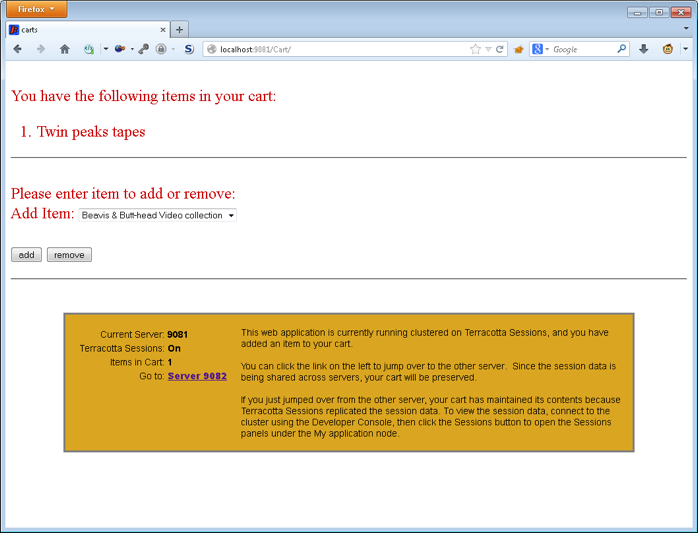 Firefox
carts
localhost:9081/Cart/
Google
You have the following items in your cart:
1. Twin peaks tapes
Please enter item to add or remove:
Add Item: Beavis & Butt-head Video collection
add remove
Current Server: 9081
Terracotta Sessions: On
Items in Cart: 1
Go to: Server 9082
This web application is currently running clustered on Terracotta Sessions, and you have
added an item to your cart.
You can click the link on the left to jump over to the other server. Since the session data is
being shared across servers, your cart will be preserved.
If you just jumped over from the other server, your cart has maintained its contents because
Terracotta Sessions replicated the session data. To view the session data, connect to the
cluster using the Developer Console, then click the Sessions button to open the Sessions
panels under the My application node.